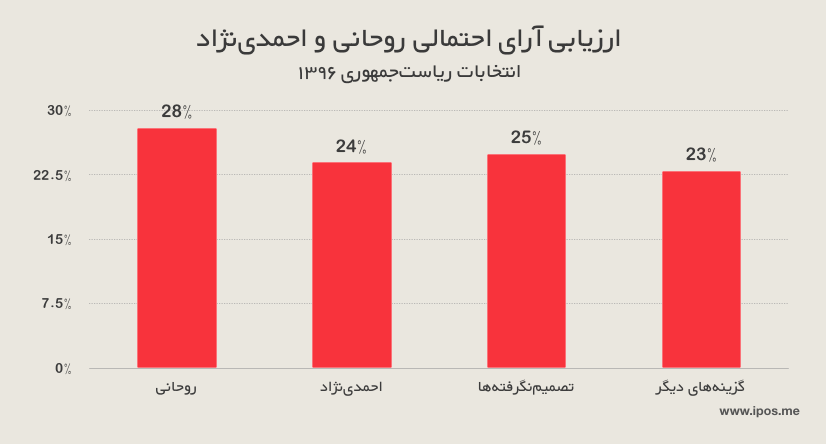 ارزیابی آرای احتمالی روحانی و احمدی‌نژاد
انتخابات ریاست‌جمهوری ۱۳۹۶
30%
22.5%
15%
7.5%
0%
28%
24%
25%
23%
روحانی
احمدی‌نژاد
تصمیم‌نگرفته‌ها
گزینه‌های دیگر
www.ipos.me